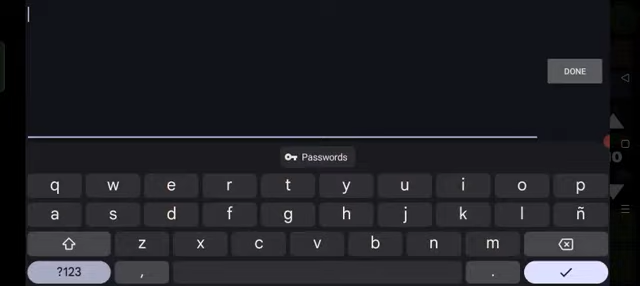 DONE
Passwords
q w e r t y u i o p
a s d f g h j k l ñ
z x c v b n m
?123 , .